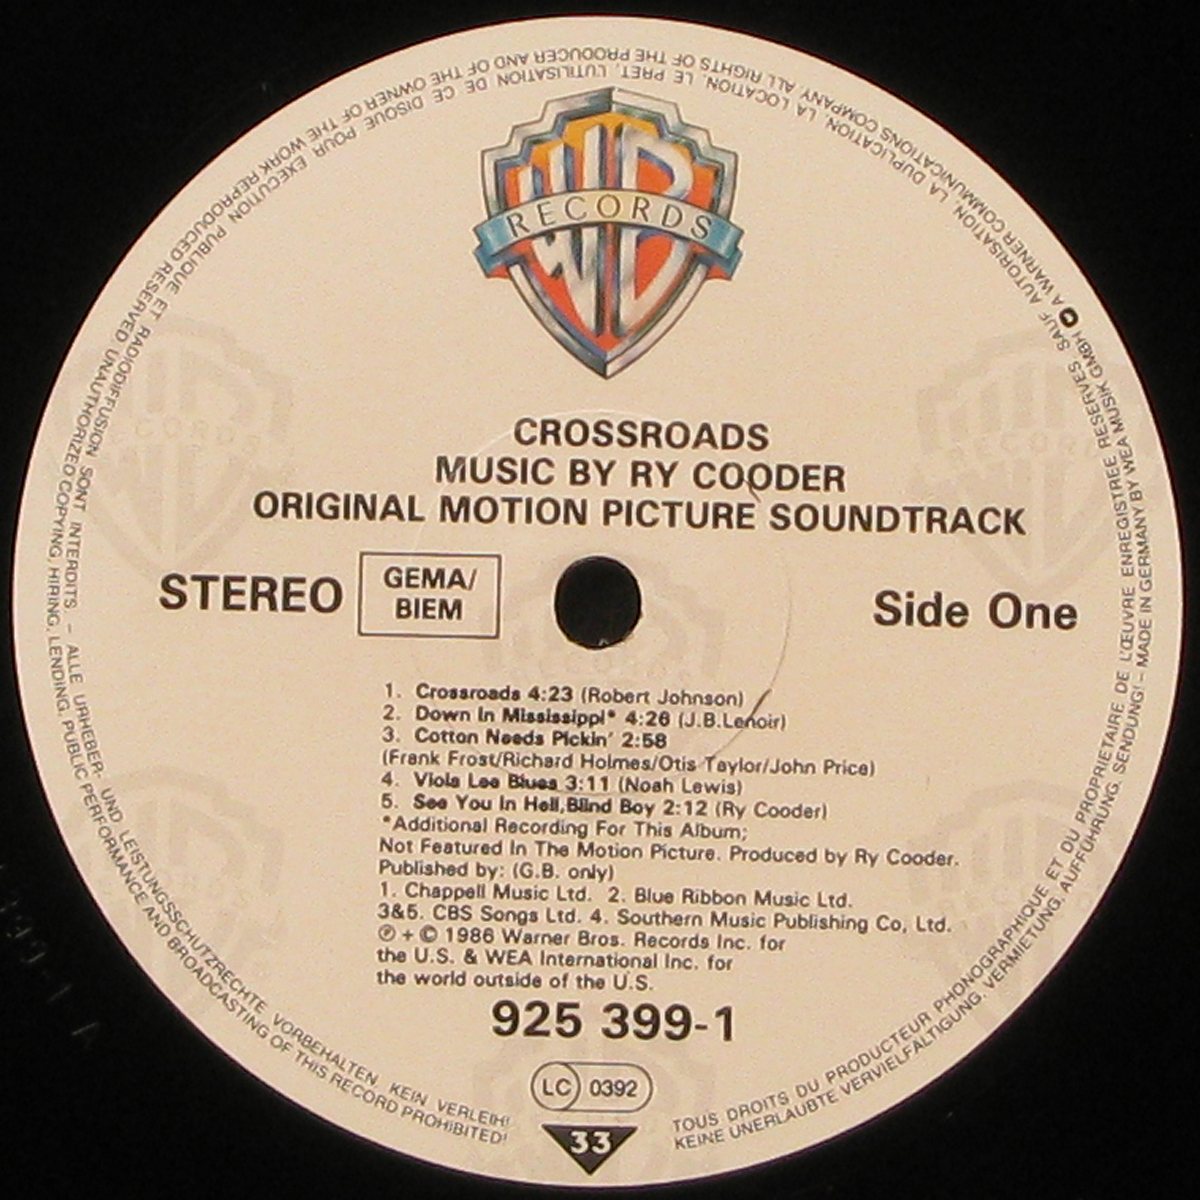 WB
RECORDS
CROSSROADS
MUSIC BY RY COODER
ORIGINAL MOTION PICTURE SOUNDTRACK
STEREO
GEMA/
BIEM
Side One
1. Crossroads 4:23 (Robert Johnson)
2. Down In Mississippi* 4:26 (J.B.Lenoir)
3. Cotton Needs Pickin' 2:58
(Frank Frost/Richard Holmes/Otis Taylor/John Price)
4. Viola Lee Blues 3:11 (Noah Lewis)
5. See You In Hell,Blind Boy 2:12 (Ry Cooder)
*Additional Recording For This Album;
Not Featured In The Motion Picture. Produced by Ry Cooder.
Published by: (G.B. only)
1. Chappell Music Ltd. 2. Blue Ribbon Music Ltd.
3&5. CBS Songs Ltd. 4. Southern Music Publishing Co, Ltd.
℗ + © 1986 Warner Bros. Records Inc. for
the U.S. & WEA International Inc. for
the world outside of the U.S.
925 399-1
LC 0392
33
TOUS DROITS DU PRODUCTEUR PHONOGRAPHIQUE ET DU PROPRIETAIRE DE L'ŒUVRE ENREGISTREE RESERVES. SAUF AUTORISATION, LA DUPLICATION, LA LOCATION, LE PRET, L'UTILISATION DE CE DISQUE POUR EXECUTION PUBLIQUE ET RADIODIFFUSION SONT INTERDITS – ALLE URHEBER- UND LEISTUNGSSCHUTZRECHTE VORBEHALTEN. KEIN VERLEIH!
KEINE UNERLAUBTE VERVIELFÄLTIGUNG, VERMIETUNG, AUFFÜHRUNG, SENDUNG! – MADE IN GERMANY BY WEA MUSIK GMBH A WARNER COMMUNICATIONS COMPANY. ALL RIGHTS OF THE PRODUCER AND OF THE OWNER OF THE WORK REPRODUCED RESERVED. UNAUTHORIZED COPYING, HIRING, LENDING, PUBLIC PERFORMANCE AND BROADCASTING OF THIS RECORD PROHIBITED!